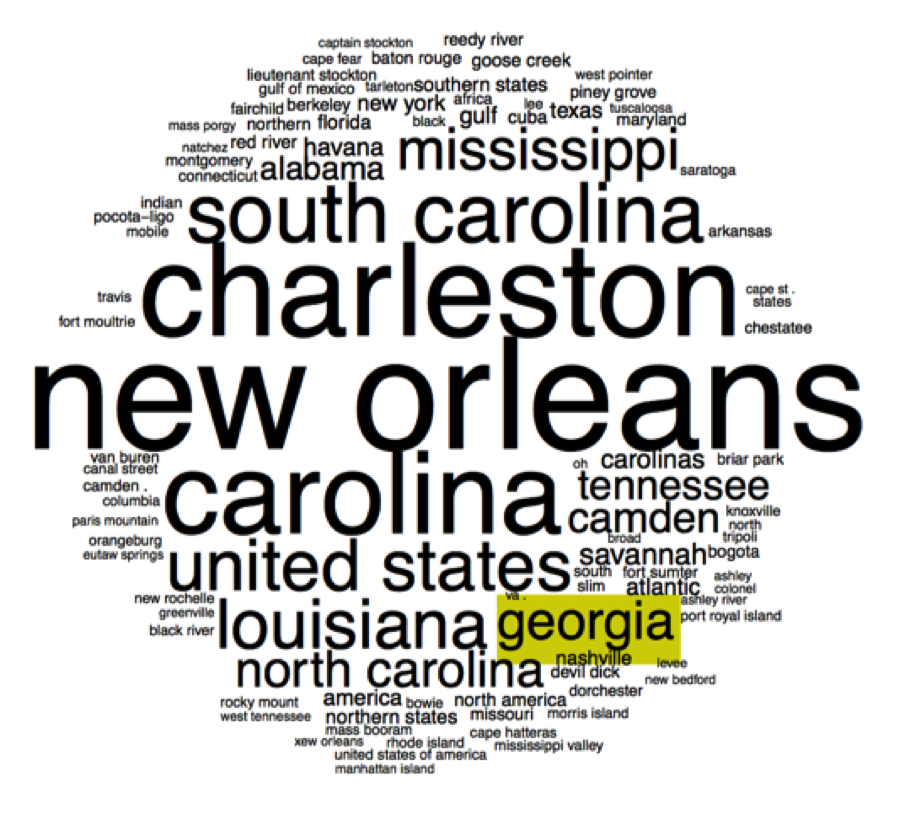 captain stockton reedy river
cape fear baton rouge goose creek
lieutenant stockton west pointer
gulf of mexico tarleton southern states piney grove
fairchild berkeley new york africa lee texas tuscaloosa
mass porgy northern florida black gulf cuba maryland
natchez red river havana mississippi
montgomery alabama saratoga
connecticut
indian south carolina
pocota-ligo
mobile arkansas
travis charleston cape st .
states
fort moultrie chestatee
new orleans
van buren oh carolinas briar park
canal street
camden . carolina tennessee
columbia camden knoxville
paris mountain north
orangeburg broad tripoli
eutaw springs united states savannah bogota
south fort sumter ashley
slim atlantic colonel
new rochelle va . ashley river
greenville louisiana georgia port royal island
black river
north carolina nashville levee
devil dick new bedford
dorchester
rocky mount america bowie north america
west tennessee northern states missouri morris island
mass booram cape hatteras
xew orleans rhode island mississippi valley
united states of america
manhattan island